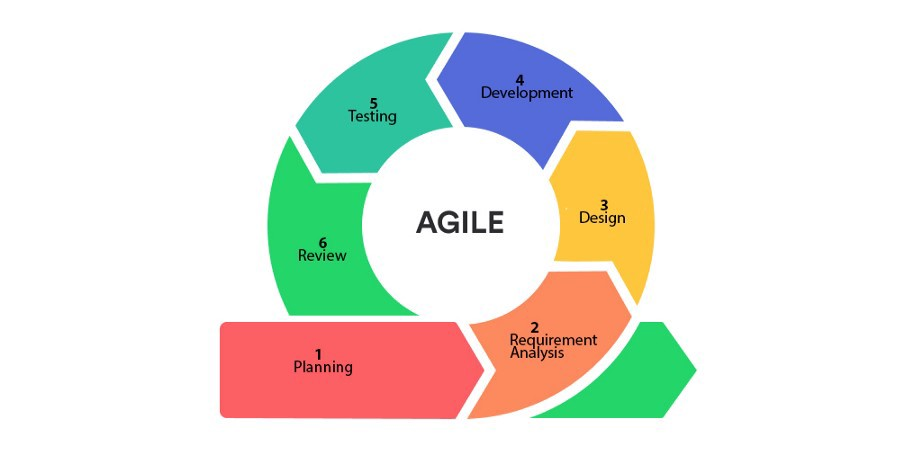 4
Development
5
Testing
3
Design
AGILE
6
Review
2
Requirement
Analysis
1
Planning